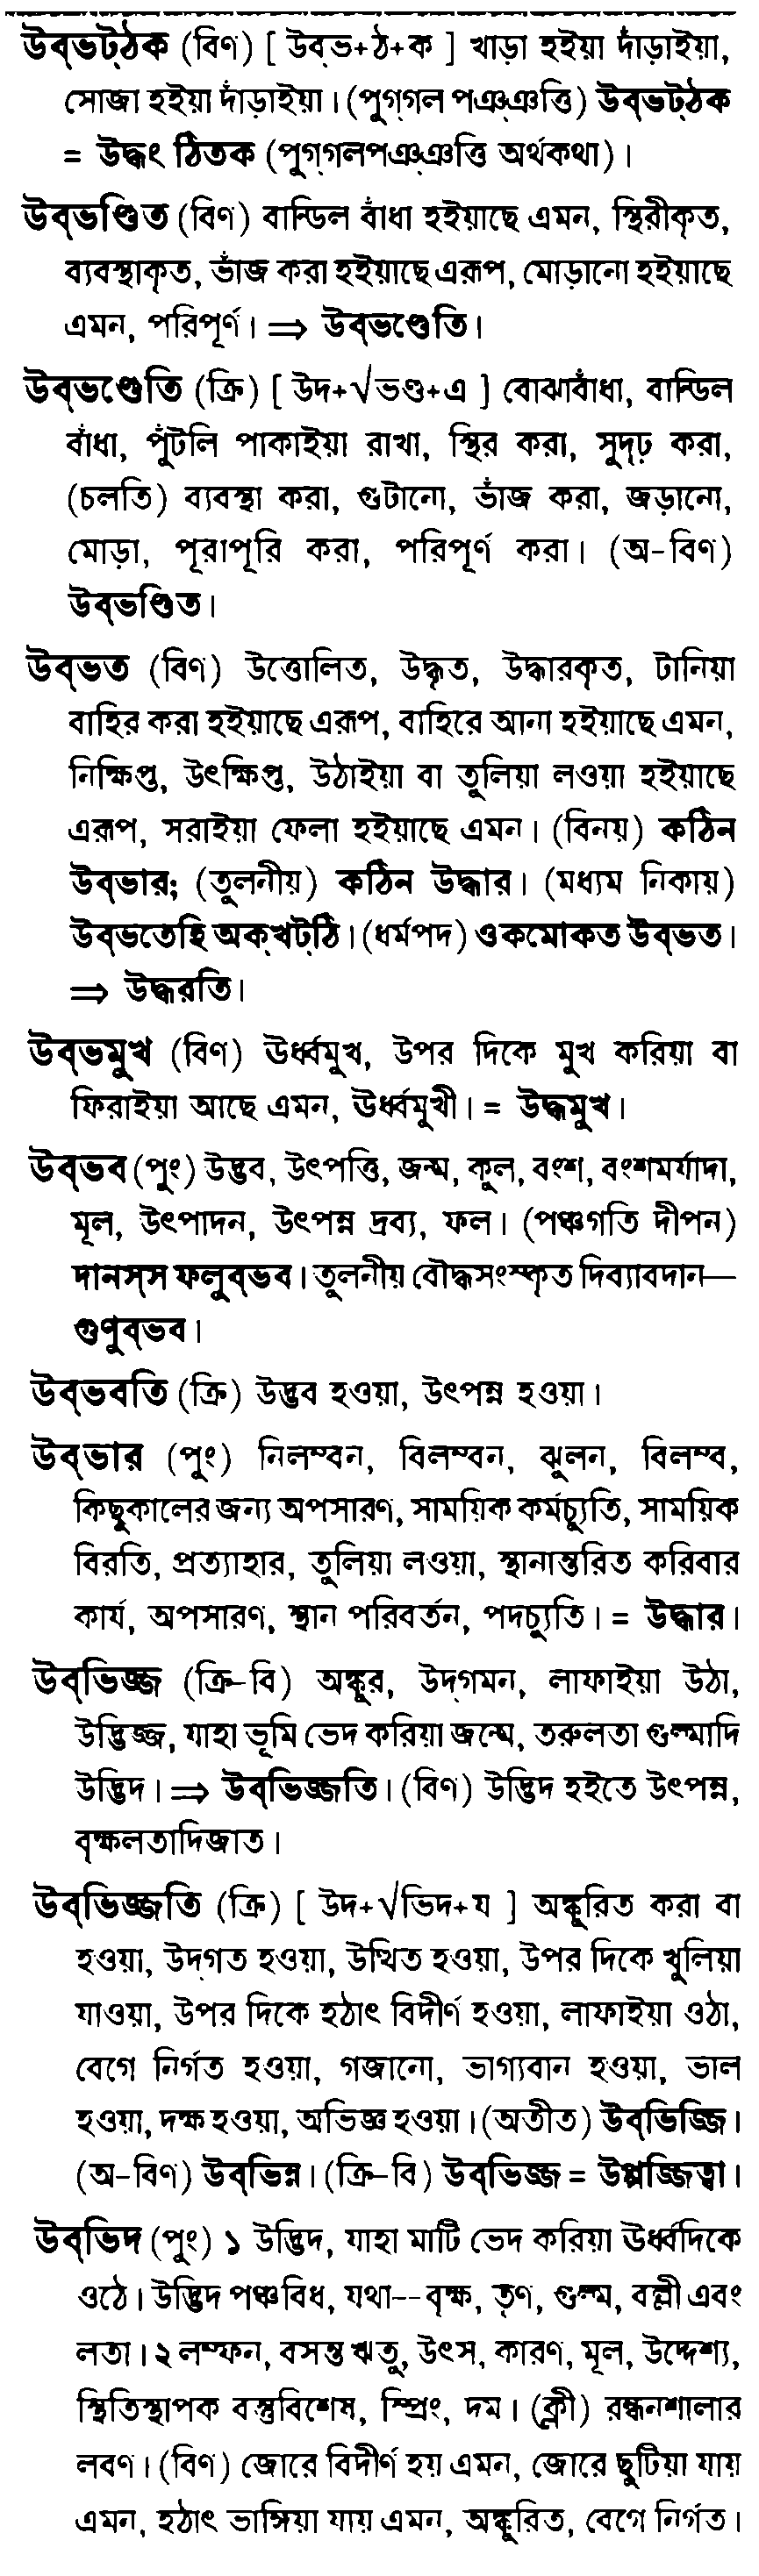 উব্‌ভট্‌ঠক (বিণ) [ উব্‌ভ+ঠ+ক ] খাড়া হইয়া দাঁড়াইয়া,
সোজা হইয়া দাঁড়াইয়া। (পুগ্‌গল পঞ্‌ঞত্তি) উব্‌ভট্‌ঠক
= উদ্ধং ঠিতক (পুগ্‌গলপঞ্‌ঞত্তি অর্থকথা)।
উব্‌ভণ্ডিত (বিণ) বান্ডিল বাঁধা হইয়াছে এমন, স্থিরীকৃত,
ব্যবস্থাকৃত, ভাঁজ করা হইয়াছে এরূপ, মোড়ানো হইয়াছে
এমন, পরিপূর্ণ। ⇒ উব্‌ভণ্ডেতি।
উব্‌ভণ্ডেতি (ক্রি) [ উদ+√ভণ্ড+এ ] বোঝাবাঁধা, বান্ডিল
বাঁধা, পুঁটলি পাকাইয়া রাখা, স্থির করা, সুদৃঢ় করা,
(চলতি) ব্যবস্থা করা, গুটানো, ভাঁজ করা, জড়ানো,
মোড়া, পূরাপূরি করা, পরিপূর্ণ করা। (অ-বিণ)
উব্‌ভণ্ডিত।
উব্‌ভত (বিণ) উত্তোলিত, উদ্ধৃত, উদ্ধারকৃত, টানিয়া
বাহির করা হইয়াছে এরূপ, বাহিরে আনা হইয়াছে এমন,
নিক্ষিপ্ত, উৎক্ষিপ্ত, উঠাইয়া বা তুলিয়া লওয়া হইয়াছে
এরূপ, সরাইয়া ফেলা হইয়াছে এমন। (বিনয়) কঠিন
উব্‌ভার; (তুলনীয়) কঠিন উদ্ধার। (মধ্যম নিকায়)
উব্‌ভতেহি অক্‌খট্‌ঠি। (ধর্মপদ) ওকমোকত উব্‌ভত।
⇒ উদ্ধরতি।
উব্‌ভমুখ (বিণ) ঊর্ধ্বমুখ, উপর দিকে মুখ করিয়া বা
ফিরাইয়া আছে এমন, ঊর্ধ্বমুখী। = উদ্ধমুখ।
উব্‌ভব (পুং) উদ্ভব, উৎপত্তি, জন্ম, কুল, বংশ, বংশমর্যাদা,
মূল, উৎপাদন, উৎপন্ন দ্রব্য, ফল। (পঞ্চগতি দীপন)
দানস্‌স ফলুব্‌ভব। তুলনীয় বৌদ্ধসংস্কৃত দিব্যাবদান—
গুণুব্‌ভব।
উব্‌ভবতি (ক্রি) উদ্ভব হওয়া, উৎপন্ন হওয়া।
উব্‌ভার (পুং) নিলম্বন, বিলম্বন, ঝুলন, বিলম্ব,
কিছুকালের জন্য অপসারণ, সাময়িক কর্মচ্যুতি, সাময়িক
বিরতি, প্রত্যাহার, তুলিয়া লওয়া, স্থানান্তরিত করিবার
কার্য, অপসারণ, স্থান পরিবর্তন, পদচ্যুতি। = উদ্ধার।
উব্‌ভিজ্জ (ক্রি-বি) অঙ্কুর, উদ্‌গমন, লাফাইয়া উঠা,
উদ্ভিজ্জ, যাহা ভূমি ভেদ করিয়া জন্মে, তরুলতা গুল্মাদি
উদ্ভিদ। ⇒ উব্‌ভিজ্জতি। (বিণ) উদ্ভিদ হইতে উৎপন্ন,
বৃক্ষলতাদিজাত।
উব্‌ভিজ্জতি (ক্রি) [ উদ+√ভিদ+য ] অঙ্কুরিত করা বা
হওয়া, উদ্‌গত হওয়া, উত্থিত হওয়া, উপর দিকে খুলিয়া
যাওয়া, উপর দিকে হঠাৎ বিদীর্ণ হওয়া, লাফাইয়া ওঠা,
বেগে নির্গত হওয়া, গজানো, ভাগ্যবান হওয়া, ভাল
হওয়া, দক্ষ হওয়া, অভিজ্ঞ হওয়া। (অতীত) উব্‌ভিজ্জি।
(অ-বিণ) উব্‌ভিন্ন। (ক্রি-বি) উব্‌ভিজ্জ = উপ্পজ্জিত্বা।
উব্‌ভিদ (পুং) ১ উদ্ভিদ, যাহা মাটি ভেদ করিয়া ঊর্ধ্বদিকে
ওঠে। উদ্ভিদ পঞ্চবিধ, যথা--বৃক্ষ, তৃণ, গুল্ম, বল্লী এবং
লতা। ২ লম্ফন, বসন্ত ঋতু, উৎস, কারণ, মূল, উদ্দেশ্য,
স্থিতিস্থাপক বস্তুবিশেষ, স্প্রিং, দম। (ক্লী) রন্ধনশালার
লবণ। (বিণ) জোরে বিদীর্ণ হয় এমন, জোরে ছুটিয়া যায়
এমন, হঠাৎ ভাঙ্গিয়া যায় এমন, অঙ্কুরিত, বেগে নির্গত।